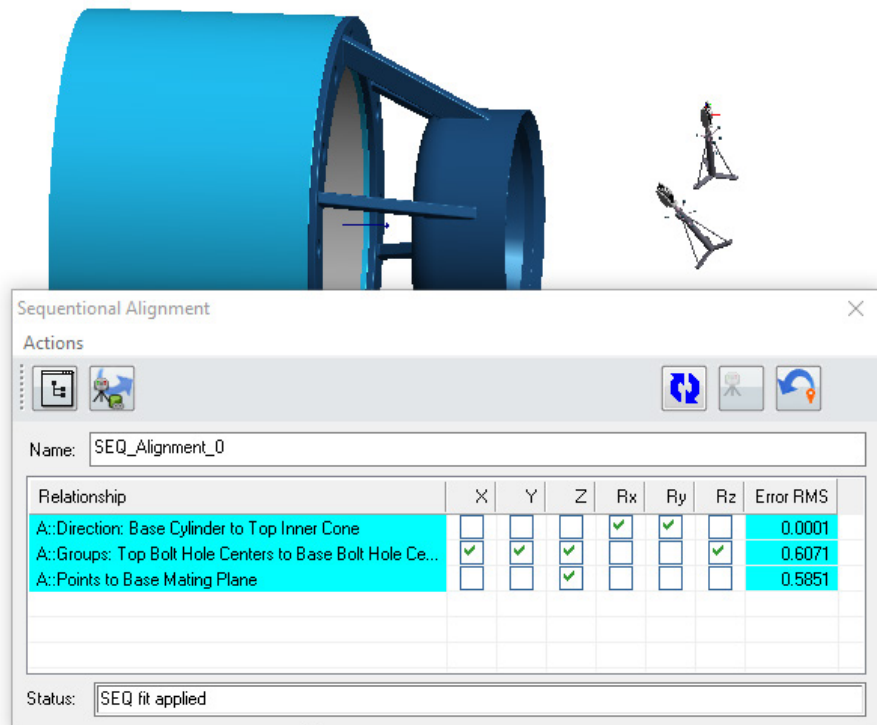 Sequentional Alignment
Actions
Name: SEQ_Alignment_0
Relationship X Y Z Rx Ry Rz Error RMS
A::Direction: Base Cylinder to Top Inner Cone 0.0001
A::Groups: Top Bolt Hole Centers to Base Bolt Hole Ce... 0.6071
A::Points to Base Mating Plane 0.5851
Status: SEQ fit applied